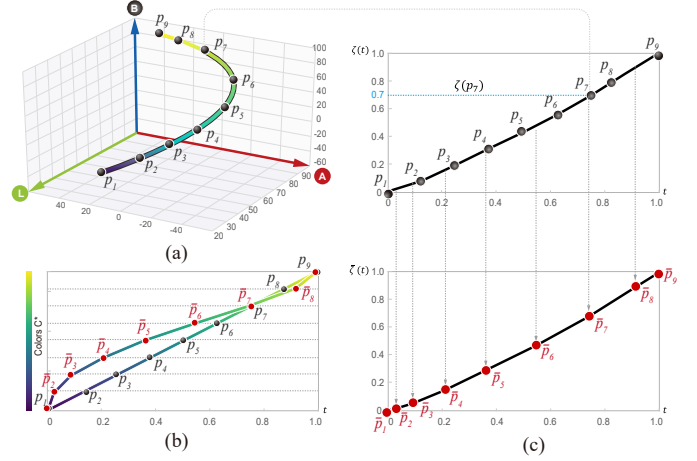 B
p9
p8
p7
p6
p5
p4
p3
p2
p1
100
80
60
40
20
0
-20
-40
-60
L
A
40
20
0
-20
-40
20
30
50
60
70
80
90
(a)
ζ(t)
1.0
0.8
0.7
0.6
0.4
0.2
0
ζ(p7)
p1
p2
p3
p4
p5
p6
p7
p8
p9
0
0.2
0.4
0.6
0.8
1.0
t
Colors C*
p1
p̅2
p̅3
p̅4
p̅5
p̅6
p̅7
p̅8
p9
p2
p3
p4
p5
p6
p7
p8
0
0.2
0.4
0.6
0.8
1.0
t
(b)
ζ(t)
1.0
0.8
0.6
0.4
0.2
0
p̅1
p̅2
p̅3
p̅4
p̅5
p̅6
p̅7
p̅8
p̅9
0.2
0.4
0.6
0.8
1.0
t
(c)